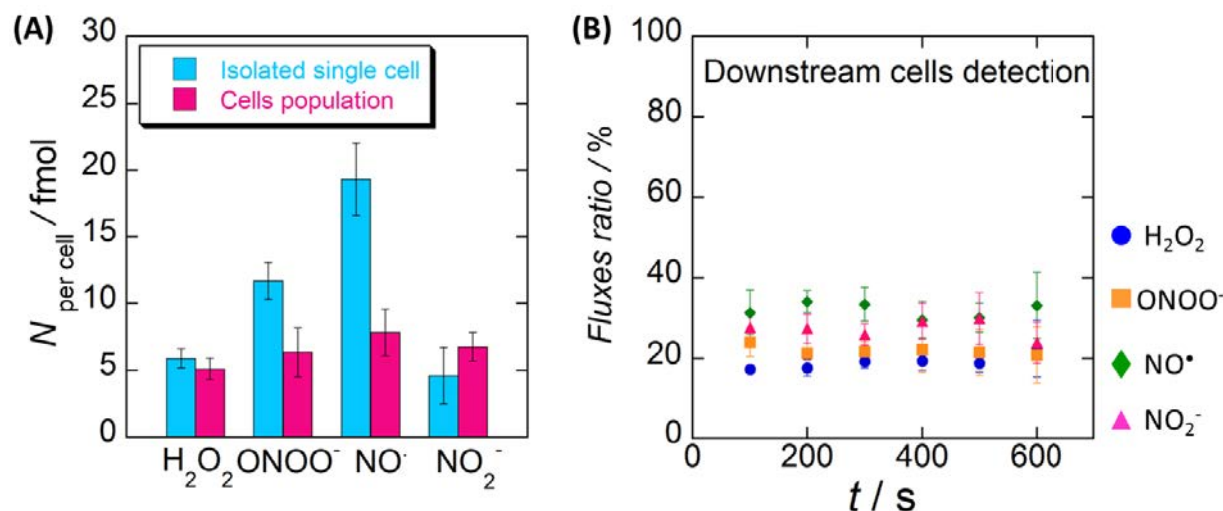 (A)
30
25
20
15
10
5
0
N per cell / fmol
Isolated single cell
Cells population
H₂O₂ ONOO⁻ NO· NO₂⁻
(B)
100
80
60
40
20
0
Fluxes ratio / %
Downstream cells detection
0 200 400 600
t / s
H₂O₂
ONOO⁻
NO•
NO₂⁻